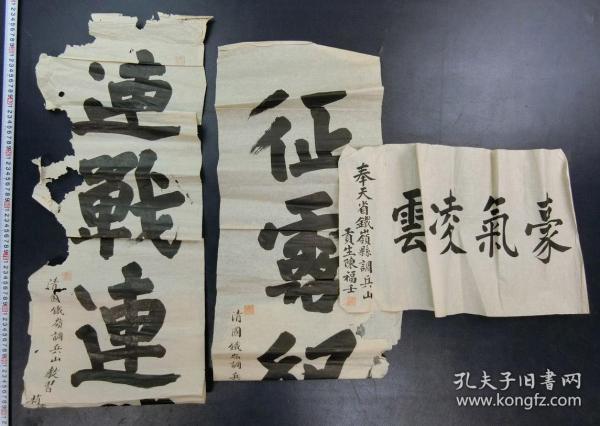 連戰連
清國鐵嶺調兵山教習
征露紀
清國鐵嶺調兵
豪氣凌雲
奉天省鐵嶺縣調兵山
貢生陳福士
孔夫子旧书网
www.kongfz.com